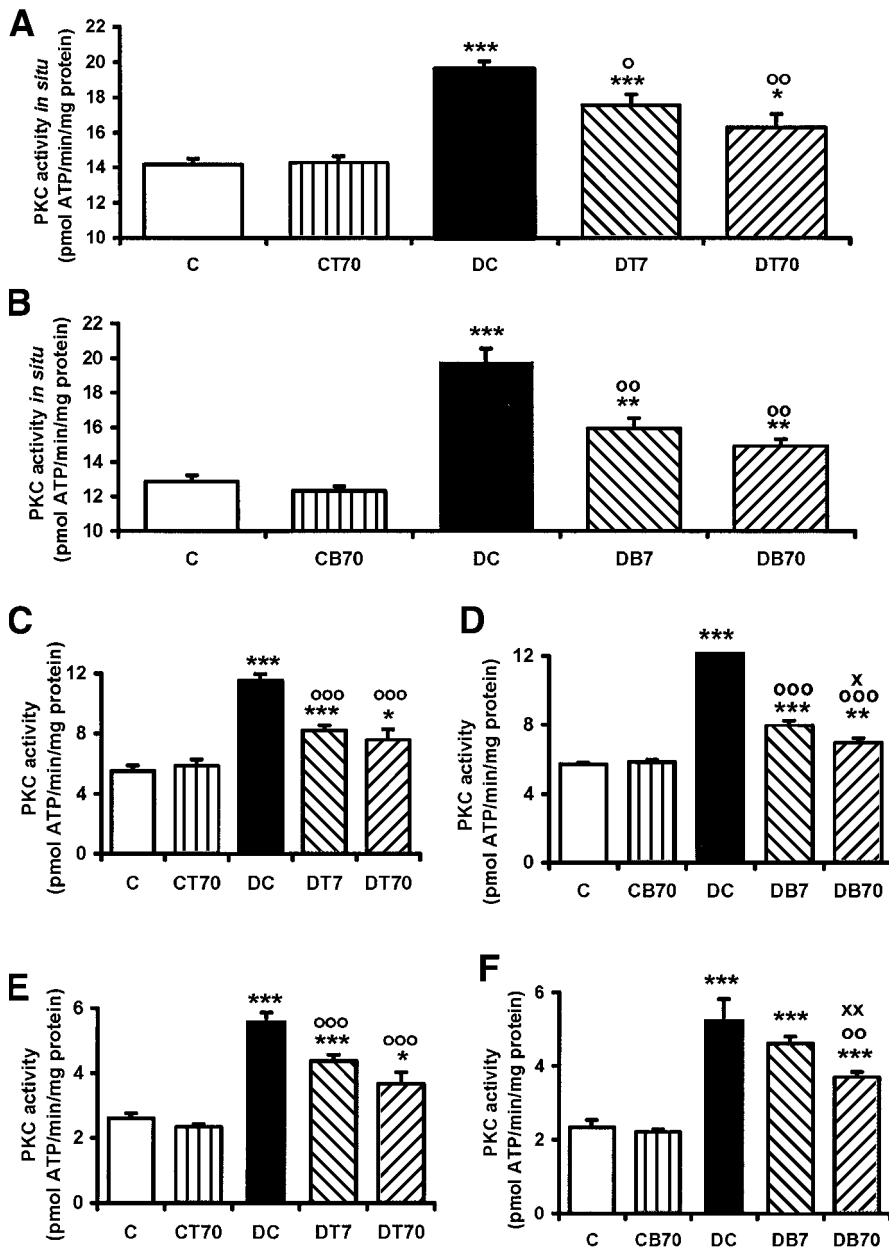 A
PKC activity in situ
(pmol ATP/min/mg protein)
22
20
18
16
14
12
10
***
o
***
oo
*
C CT70 DC DT7 DT70
B
PKC activity in situ
(pmol ATP/min/mg protein)
22
20
18
16
14
12
10
***
oo
**
oo
**
C CB70 DC DB7 DB70
C
PKC activity
(pmol ATP/min/mg protein)
12
8
4
0
***
ooo
***
ooo
*
C CT70 DC DT7 DT70
D
PKC activity
(pmol ATP/min/mg protein)
12
8
4
0
***
ooo
***
x
ooo
**
C CB70 DC DB7 DB70
E
PKC activity
(pmol ATP/min/mg protein)
6
4
2
0
***
ooo
***
ooo
*
C CT70 DC DT7 DT70
F
PKC activity
(pmol ATP/min/mg protein)
6
4
2
0
***
***
xx
oo
***
C CB70 DC DB7 DB70